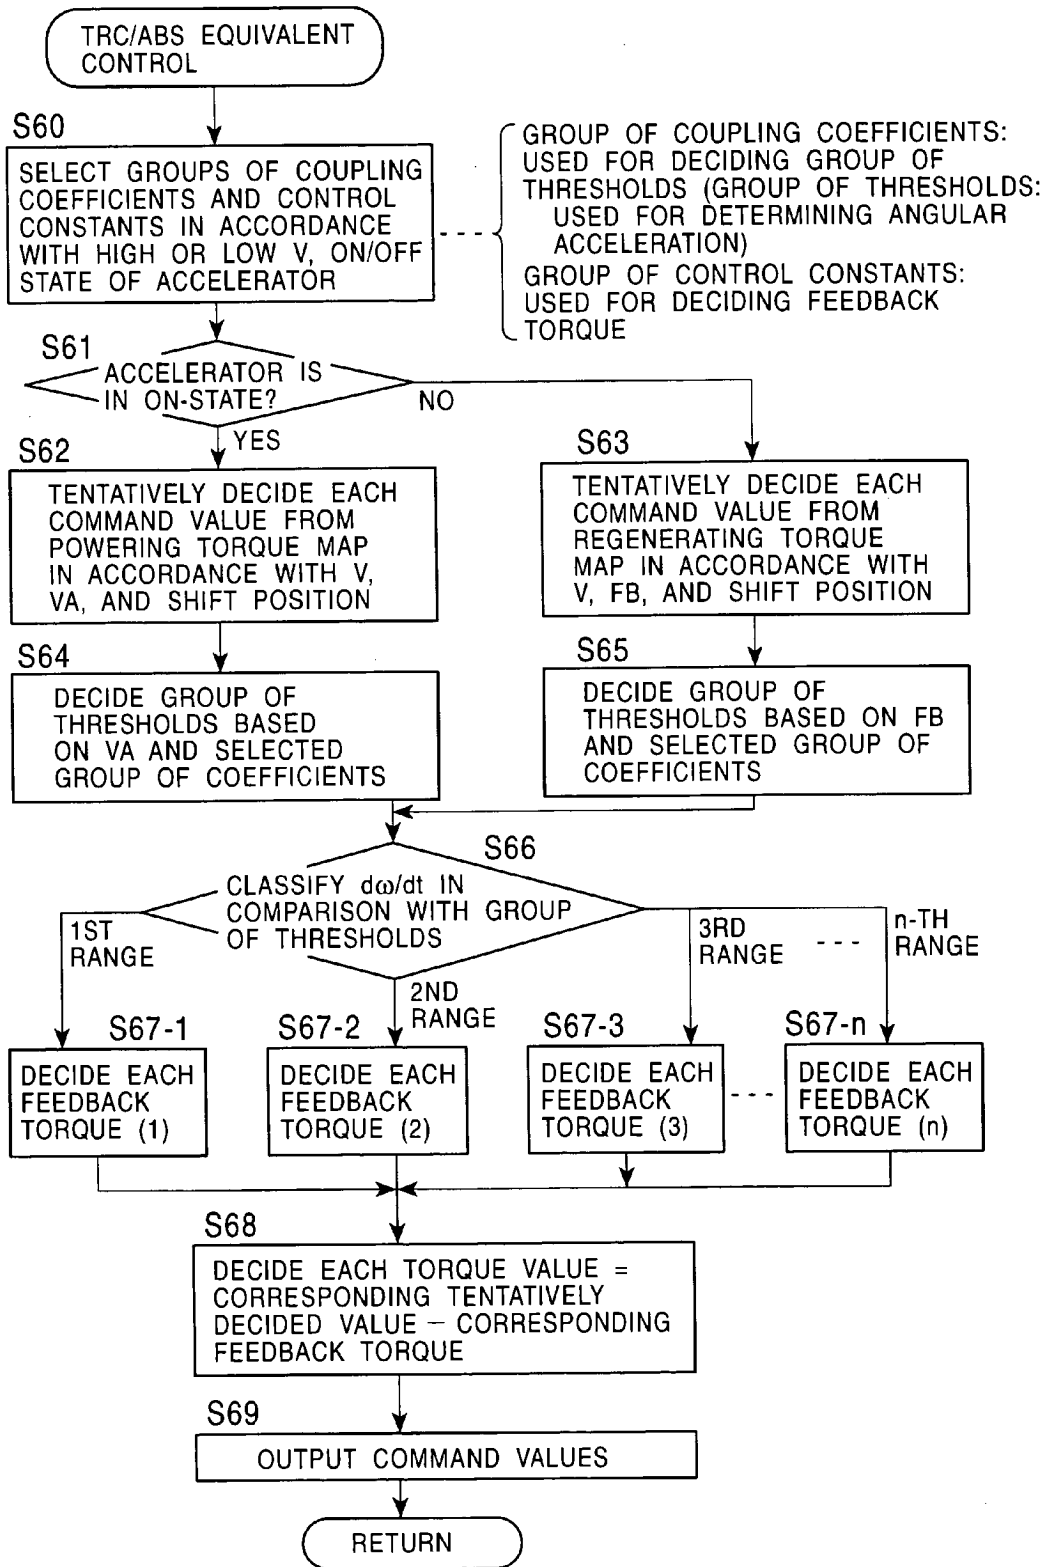 TRC/ABS EQUIVALENT
CONTROL
S60
SELECT GROUPS OF COUPLING
COEFFICIENTS AND CONTROL
CONSTANTS IN ACCORDANCE
WITH HIGH OR LOW V, ON/OFF
STATE OF ACCELERATOR
GROUP OF COUPLING COEFFICIENTS:
USED FOR DECIDING GROUP OF
THRESHOLDS (GROUP OF THRESHOLDS:
USED FOR DETERMINING ANGULAR
ACCELERATION)
GROUP OF CONTROL CONSTANTS:
USED FOR DECIDING FEEDBACK
TORQUE
S61
ACCELERATOR IS
IN ON-STATE?
NO
YES
S62
TENTATIVELY DECIDE EACH
COMMAND VALUE FROM
POWERING TORQUE MAP
IN ACCORDANCE WITH V,
VA, AND SHIFT POSITION
S63
TENTATIVELY DECIDE EACH
COMMAND VALUE FROM
REGENERATING TORQUE
MAP IN ACCORDANCE WITH
V, FB, AND SHIFT POSITION
S64
DECIDE GROUP OF
THRESHOLDS BASED
ON VA AND SELECTED
GROUP OF COEFFICIENTS
S65
DECIDE GROUP OF
THRESHOLDS BASED ON FB
AND SELECTED GROUP OF
COEFFICIENTS
S66
CLASSIFY dω/dt IN
COMPARISON WITH GROUP
OF THRESHOLDS
1ST
RANGE
2ND
RANGE
3RD
RANGE
---
n-TH
RANGE
S67-1
DECIDE EACH
FEEDBACK
TORQUE (1)
S67-2
DECIDE EACH
FEEDBACK
TORQUE (2)
S67-3
DECIDE EACH
FEEDBACK
TORQUE (3)
---
S67-n
DECIDE EACH
FEEDBACK
TORQUE (n)
S68
DECIDE EACH TORQUE VALUE =
CORRESPONDING TENTATIVELY
DECIDED VALUE — CORRESPONDING
FEEDBACK TORQUE
S69
OUTPUT COMMAND VALUES
RETURN